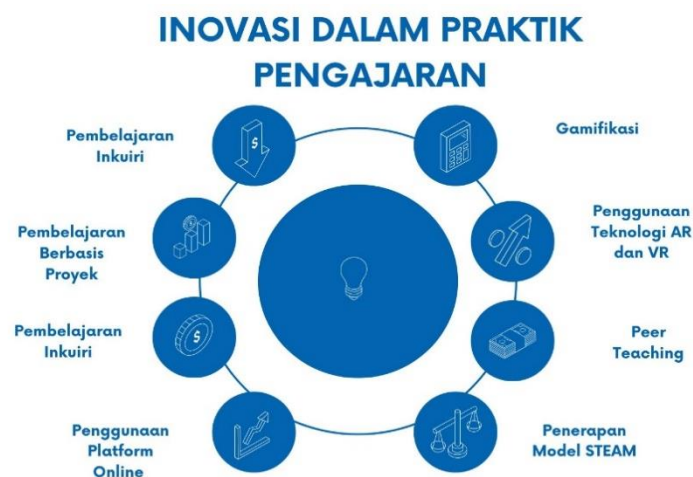 INOVASI DALAM PRAKTIK
PENGAJARAN
Pembelajaran
Inkuiri
Pembelajaran
Berbasis
Proyek
Pembelajaran
Inkuiri
Penggunaan
Platform
Online
Gamifikasi
Penggunaan
Teknologi AR
dan VR
Peer
Teaching
Penerapan
Model STEAM
$
$